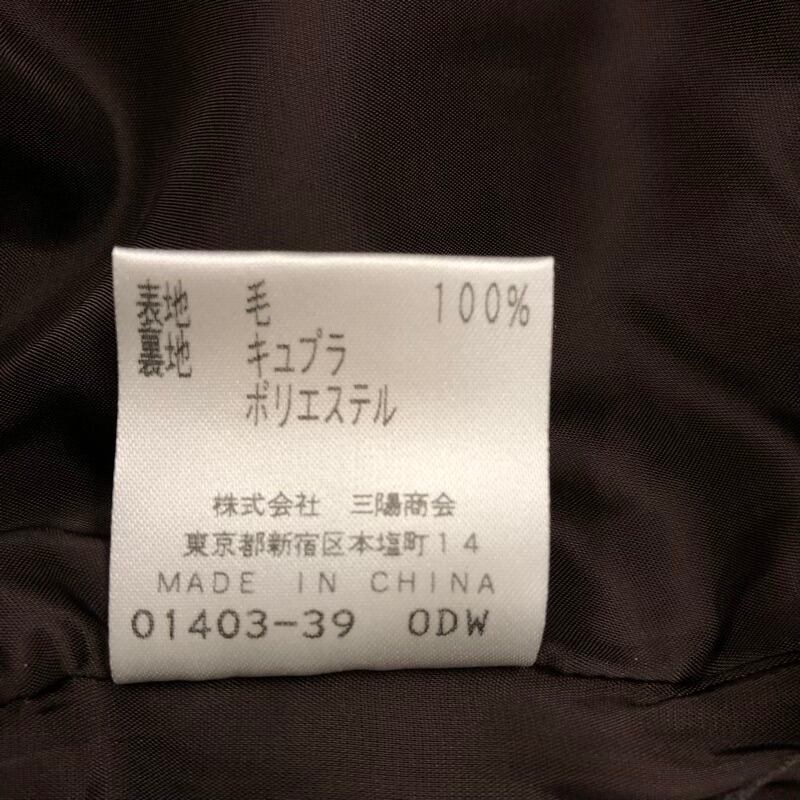 表地 毛 100%
裏地 キュプラ
ポリエステル
株式会社 三陽商会
東京都新宿区本塩町14
MADE IN CHINA
01403-39 0DW